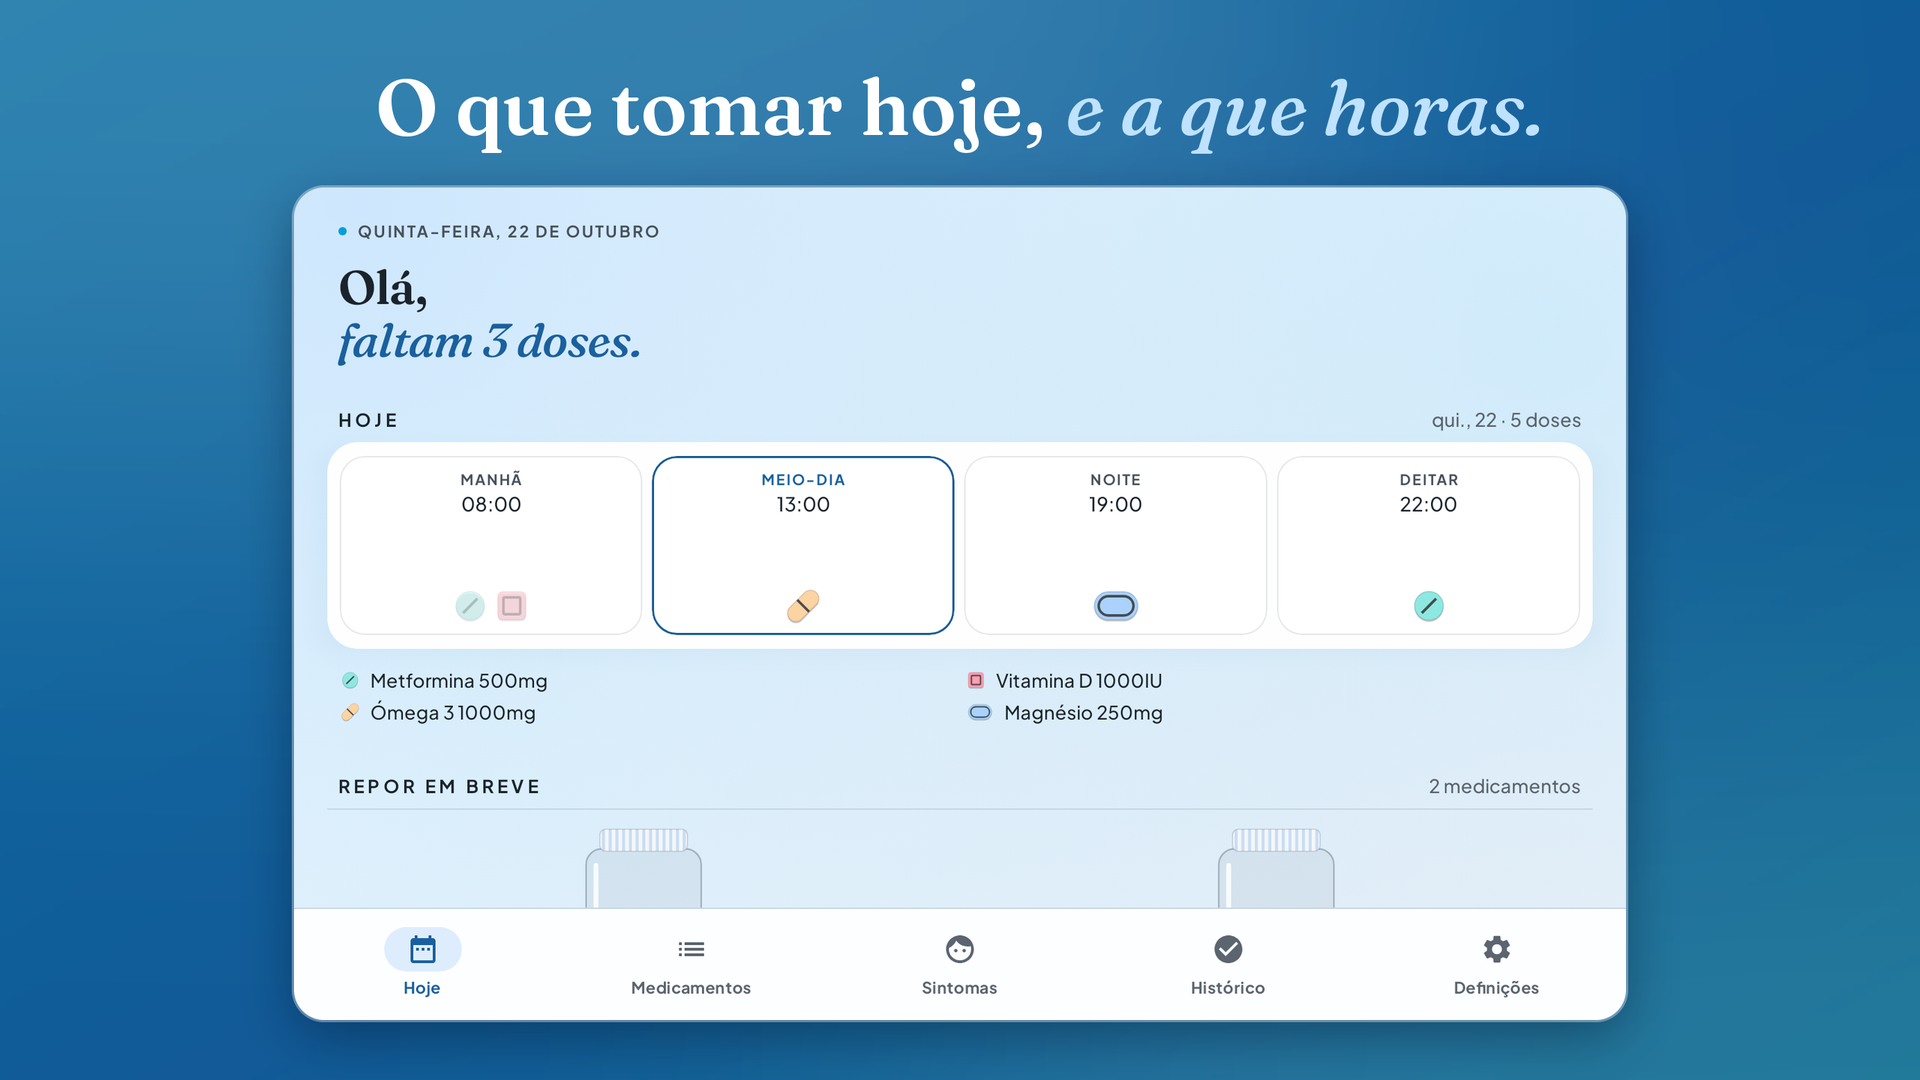 O que tomar hoje, e a que horas.
QUINTA-FEIRA, 22 DE OUTUBRO
Olá,
faltam 3 doses.
HOJE
qui., 22 · 5 doses
MANHÃ
08:00
MEIO-DIA
13:00
NOITE
19:00
DEITAR
22:00
Metformina 500mg
Vitamina D 1000IU
Ómega 3 1000mg
Magnésio 250mg
REPOR EM BREVE
2 medicamentos
Hoje
Medicamentos
Sintomas
Histórico
Definições